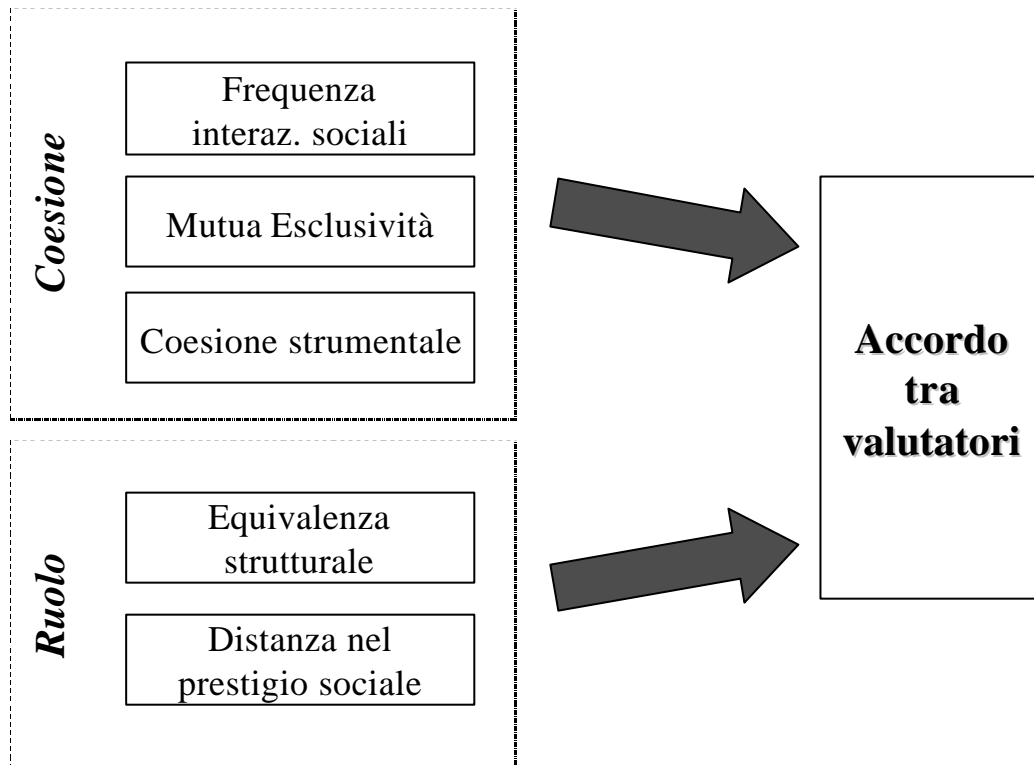 Coesione
Frequenza
interaz. sociali
Mutua Esclusività
Coesione strumentale
Ruolo
Equivalenza
strutturale
Distanza nel
prestigio sociale
Accordo
tra
valutatori